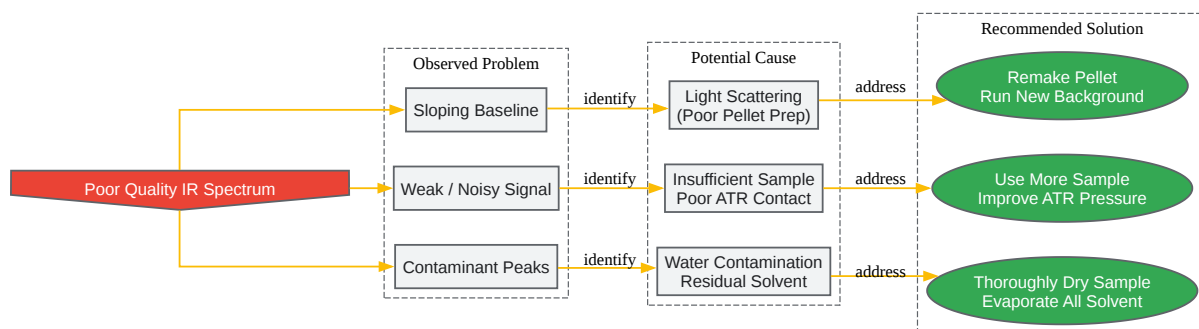 Recommended Solution
Observed Problem
Potential Cause
Sloping Baseline
identify
Light Scattering
(Poor Pellet Prep)
address
Remake Pellet
Run New Background
Poor Quality IR Spectrum
Weak / Noisy Signal
identify
Insufficient Sample
Poor ATR Contact
address
Use More Sample
Improve ATR Pressure
Contaminant Peaks
identify
Water Contamination
Residual Solvent
address
Thoroughly Dry Sample
Evaporate All Solvent